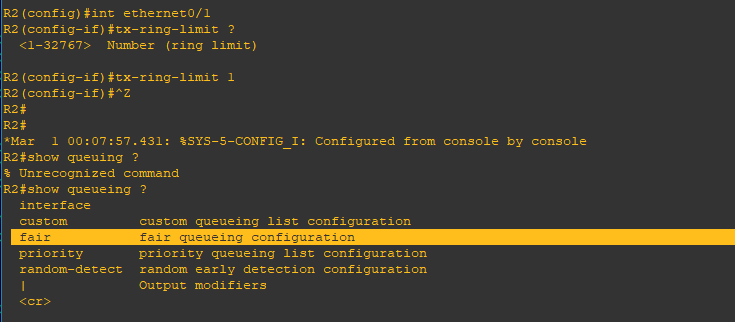 R2(config)#int ethernet0/1
R2(config-if)#tx-ring-limit ?
  <1-32767>  Number (ring limit)
R2(config-if)#tx-ring-limit 1
R2(config-if)#^Z
R2#
R2#
*Mar  1 00:07:57.431: %SYS-5-CONFIG_I: Configured from console by console
R2#show queuing ?
% Unrecognized command
R2#show queueing ?
  interface
  custom         custom queueing list configuration
  fair           fair queueing configuration
  priority       priority queueing list configuration
  random-detect  random early detection configuration
  |              Output modifiers
  <cr>